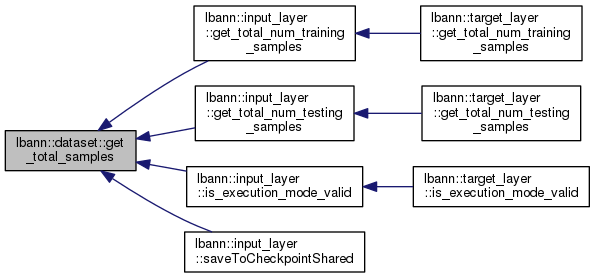 lbann::input_layer
::get_total_num_training
_samples
lbann::target_layer
::get_total_num_training
_samples
lbann::input_layer
::get_total_num_testing
_samples
lbann::target_layer
::get_total_num_testing
_samples
lbann::dataset::get
_total_samples
lbann::input_layer
::is_execution_mode_valid
lbann::target_layer
::is_execution_mode_valid
lbann::input_layer
::saveToCheckpointShared